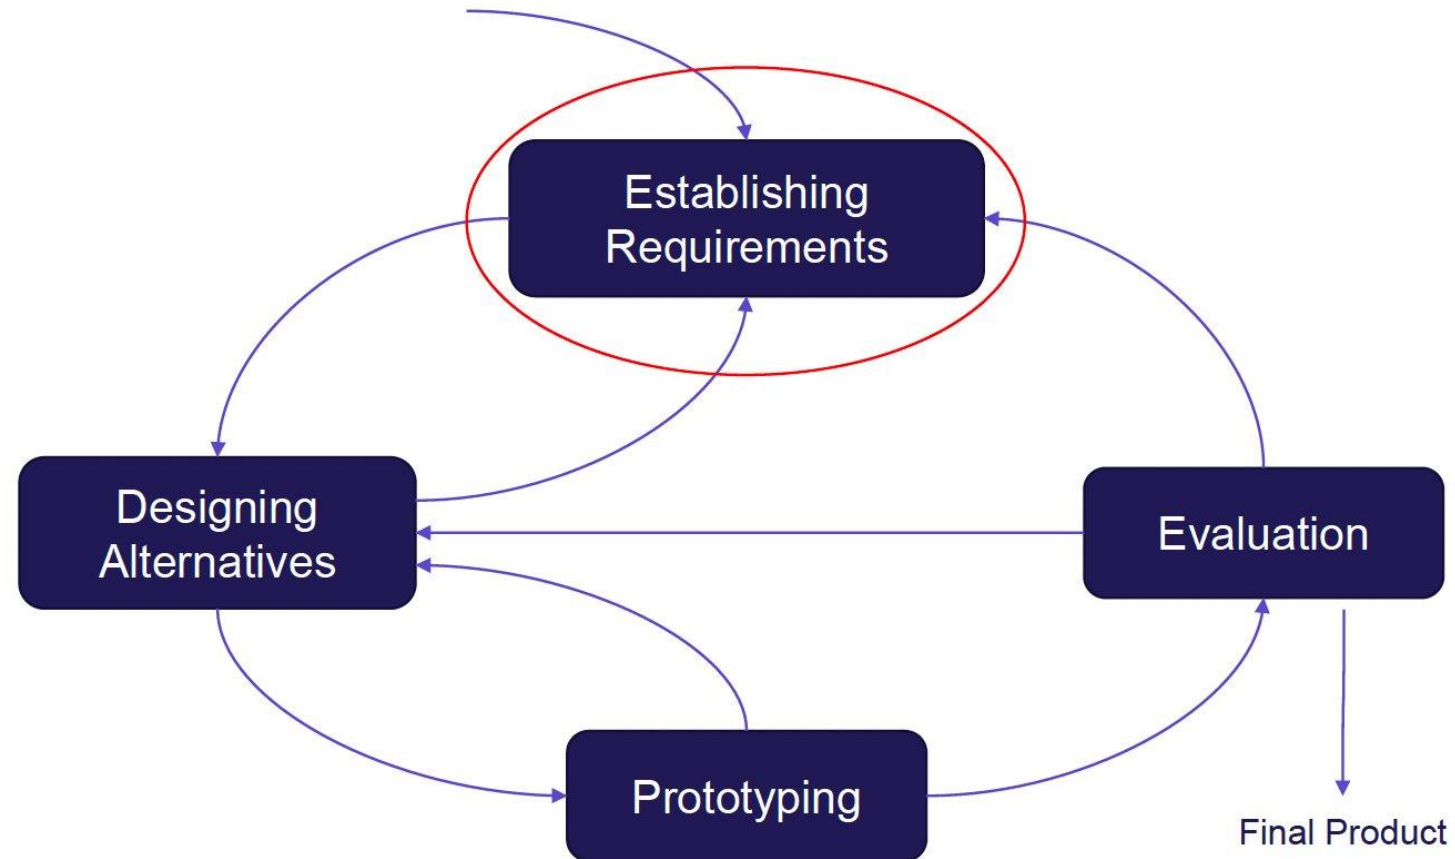 Establishing
Requirements
Designing
Alternatives
Evaluation
Prototyping
Final Product